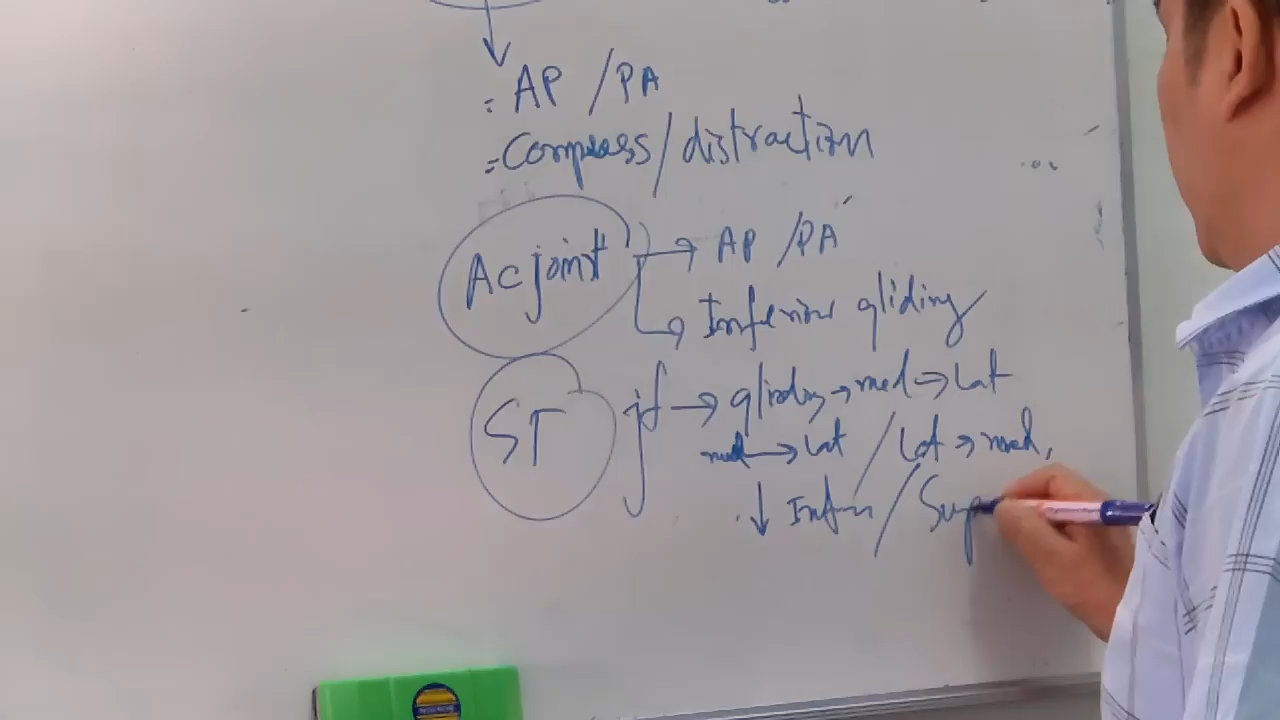 = AP / PA
= Compress / distraction
Ac joint → AP / PA
→ Inferior gliding
ST jt → gliding → med → Lat
med → Lat / Lat → med,
↓ Infer / Sup